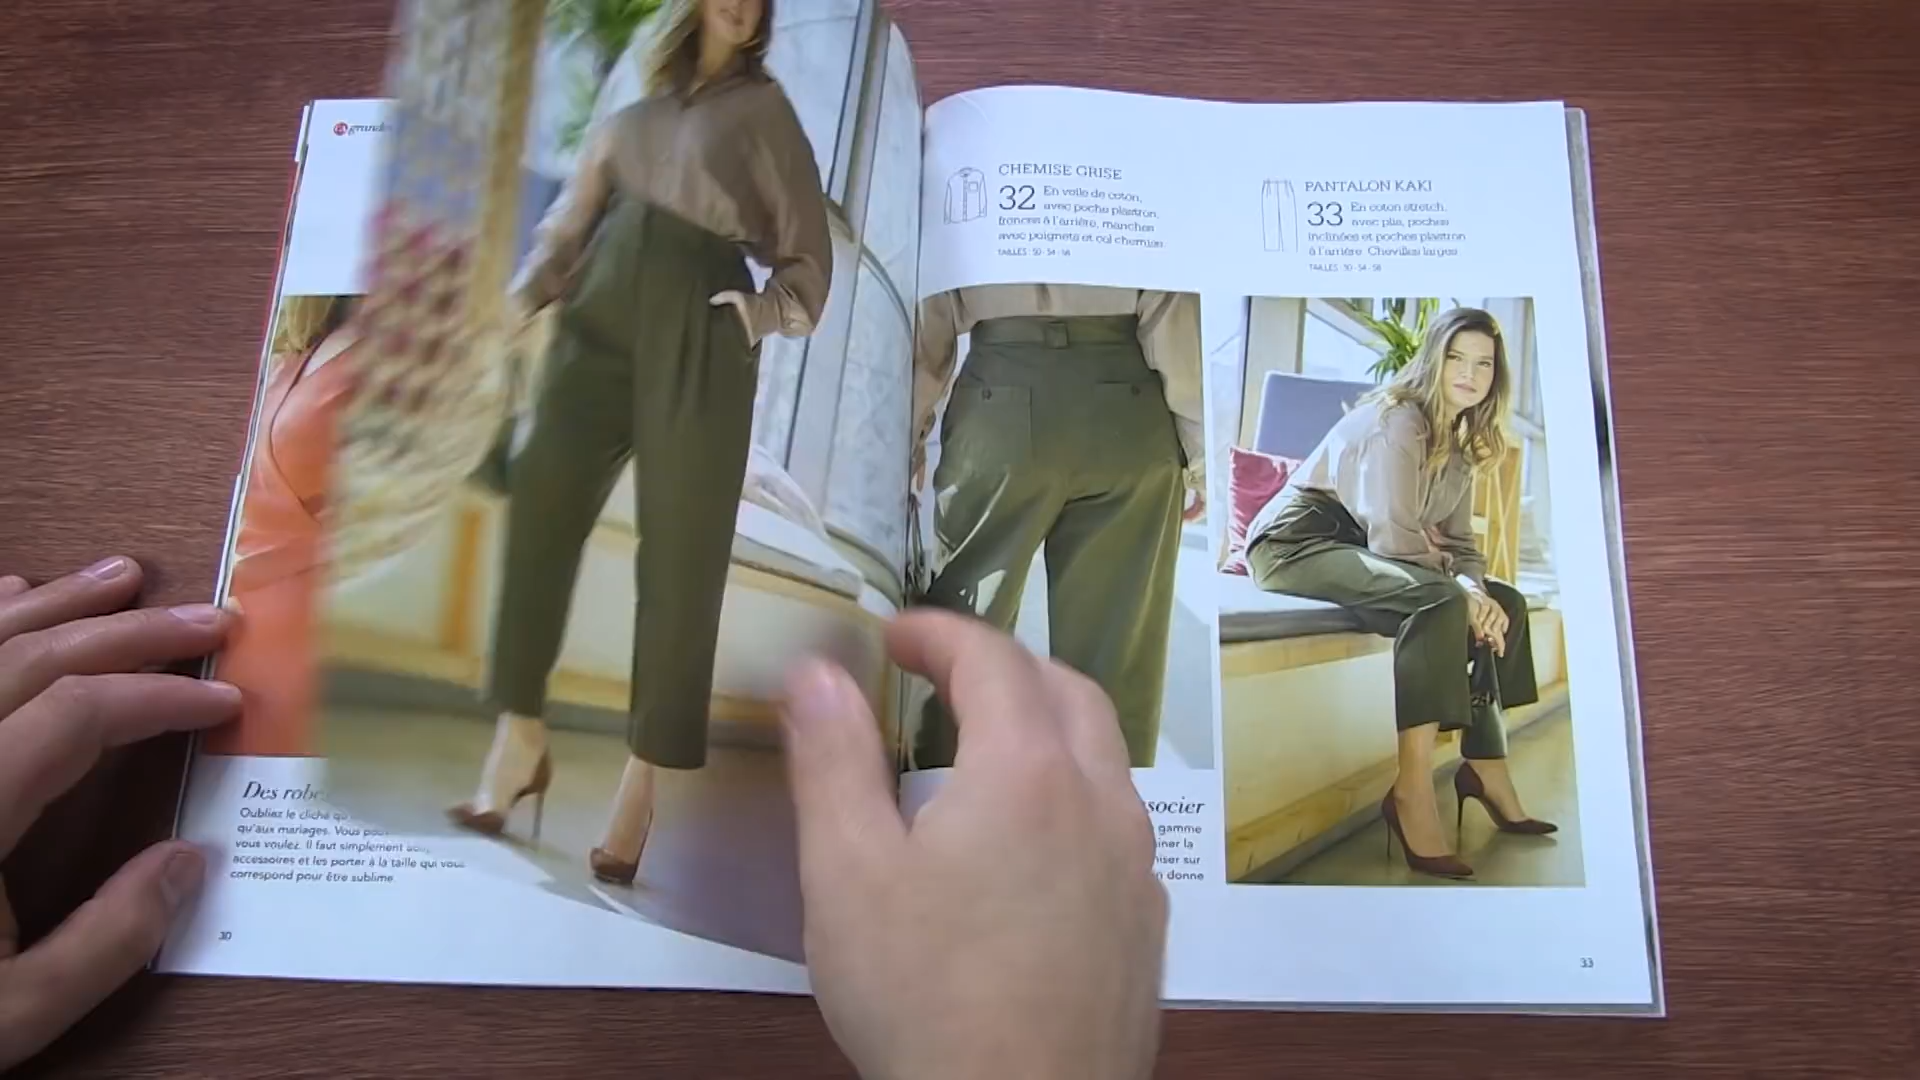 grandes
Des robes
Oubliez le cliché qu
qu'aux mariages. Vous pou
vous voulez. Il faut simplement
accessoires et les porter à la taille qui vous
correspond pour être sublime.
30
CHEMISE GRISE
32 En voile de coton,
avec poche plastron,
fronces à l'arrière, manches
avec poignets et col chemise.
TAILLES : 50 - 54 - 58
PANTALON KAKI
33 En coton stretch,
avec plis, poches
inclinées et poches plastron
à l'arrière. Chevilles larges
TAILLES : 50 - 54 - 58
ssocier
gamme
iner la
niser sur
n donne
33